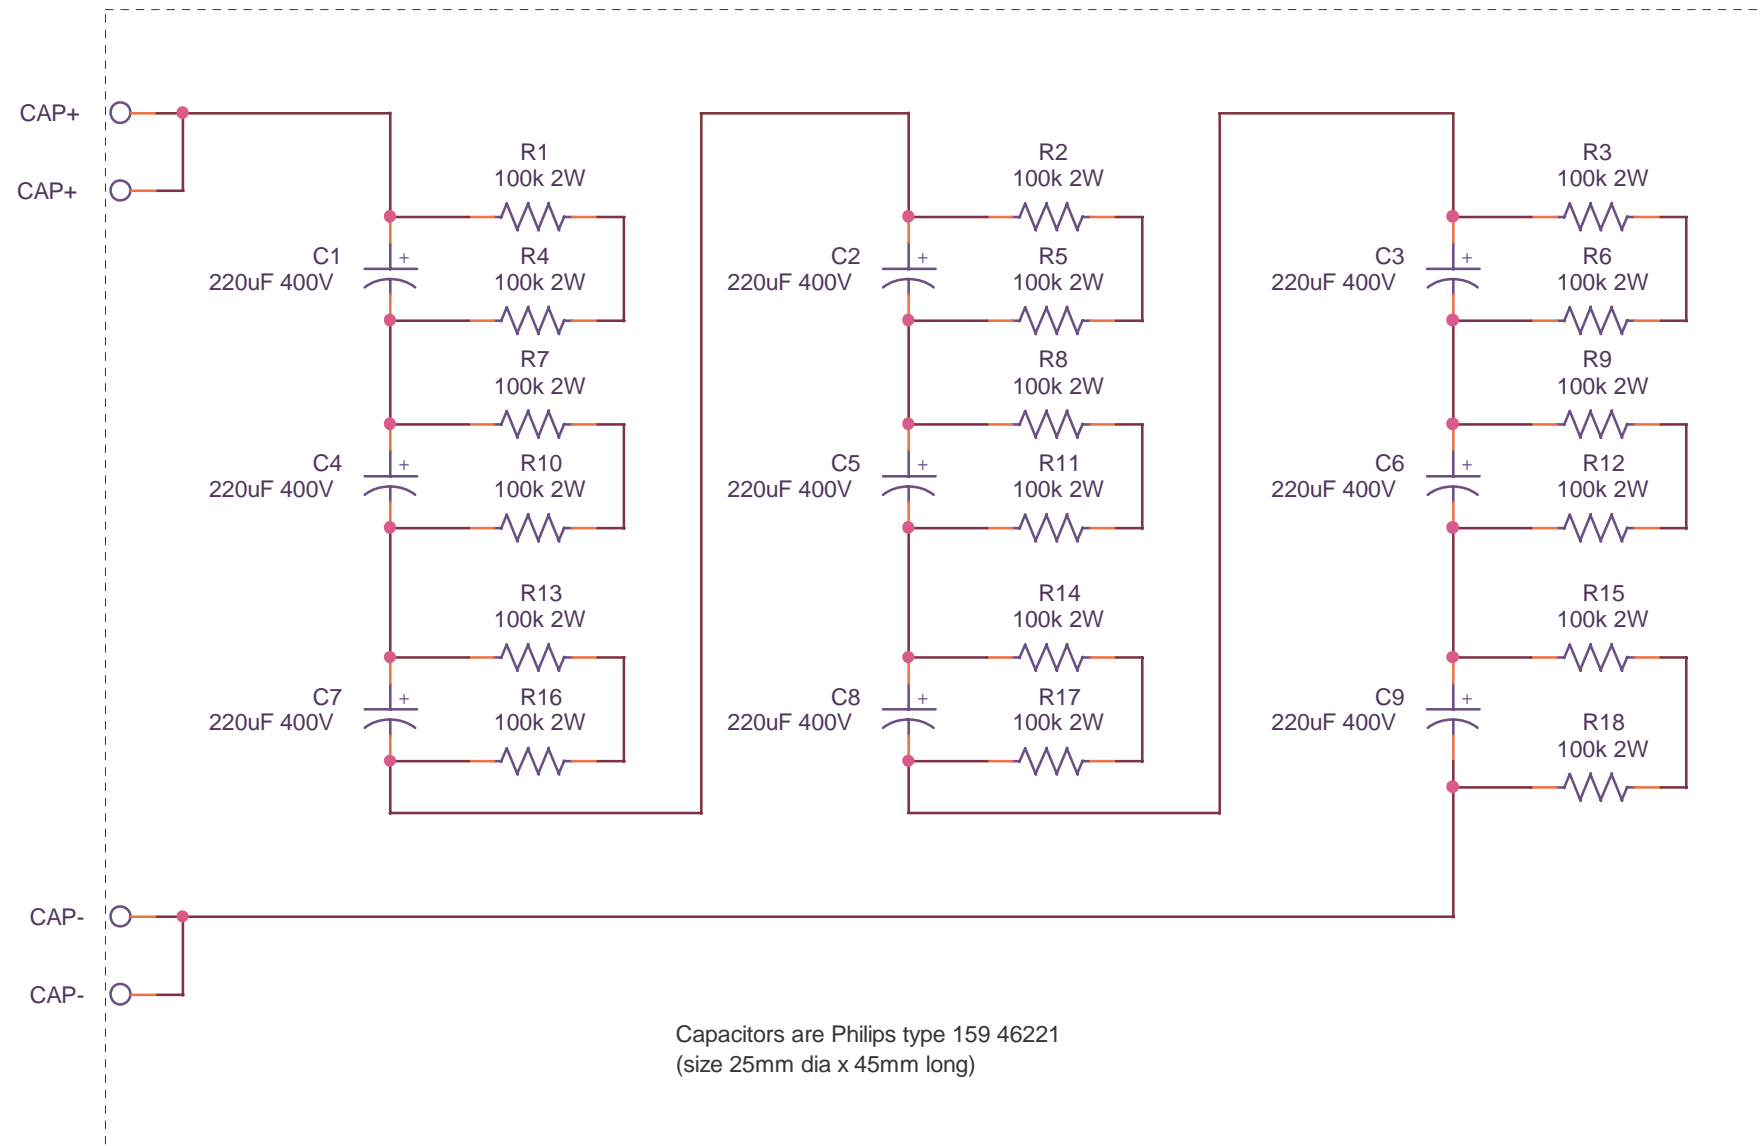 CAP+
CAP+
R1
100k 2W
R2
100k 2W
R3
100k 2W
C1
220uF 400V
+
R4
100k 2W
C2
220uF 400V
+
R5
100k 2W
C3
220uF 400V
+
R6
100k 2W
R7
100k 2W
R8
100k 2W
R9
100k 2W
C4
220uF 400V
+
R10
100k 2W
C5
220uF 400V
+
R11
100k 2W
C6
220uF 400V
+
R12
100k 2W
R13
100k 2W
R14
100k 2W
R15
100k 2W
C7
220uF 400V
+
R16
100k 2W
C8
220uF 400V
+
R17
100k 2W
C9
220uF 400V
+
R18
100k 2W
CAP-
CAP-
Capacitors are Philips type 159 46221
(size 25mm dia x 45mm long)